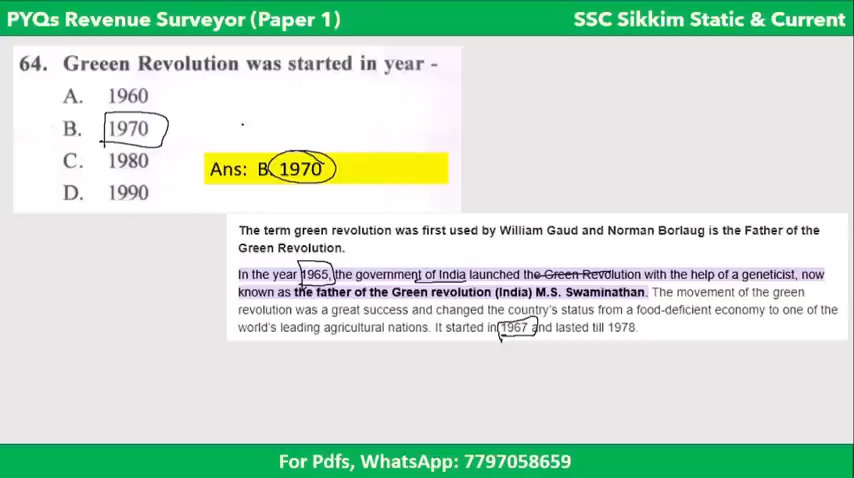 PYQs Revenue Surveyor (Paper 1)
SSC Sikkim Static & Current
64. Greeen Revolution was started in year -
A. 1960
B. 1970
C. 1980
D. 1990
Ans: B. 1970
The term green revolution was first used by William Gaud and Norman Borlaug is the Father of the
Green Revolution.
In the year 1965, the government of India launched the Green Revolution with the help of a geneticist, now
known as the father of the Green revolution (India) M.S. Swaminathan. The movement of the green
revolution was a great success and changed the country's status from a food-deficient economy to one of the
world's leading agricultural nations. It started in 1967 and lasted till 1978.
For Pdfs, WhatsApp: 7797058659